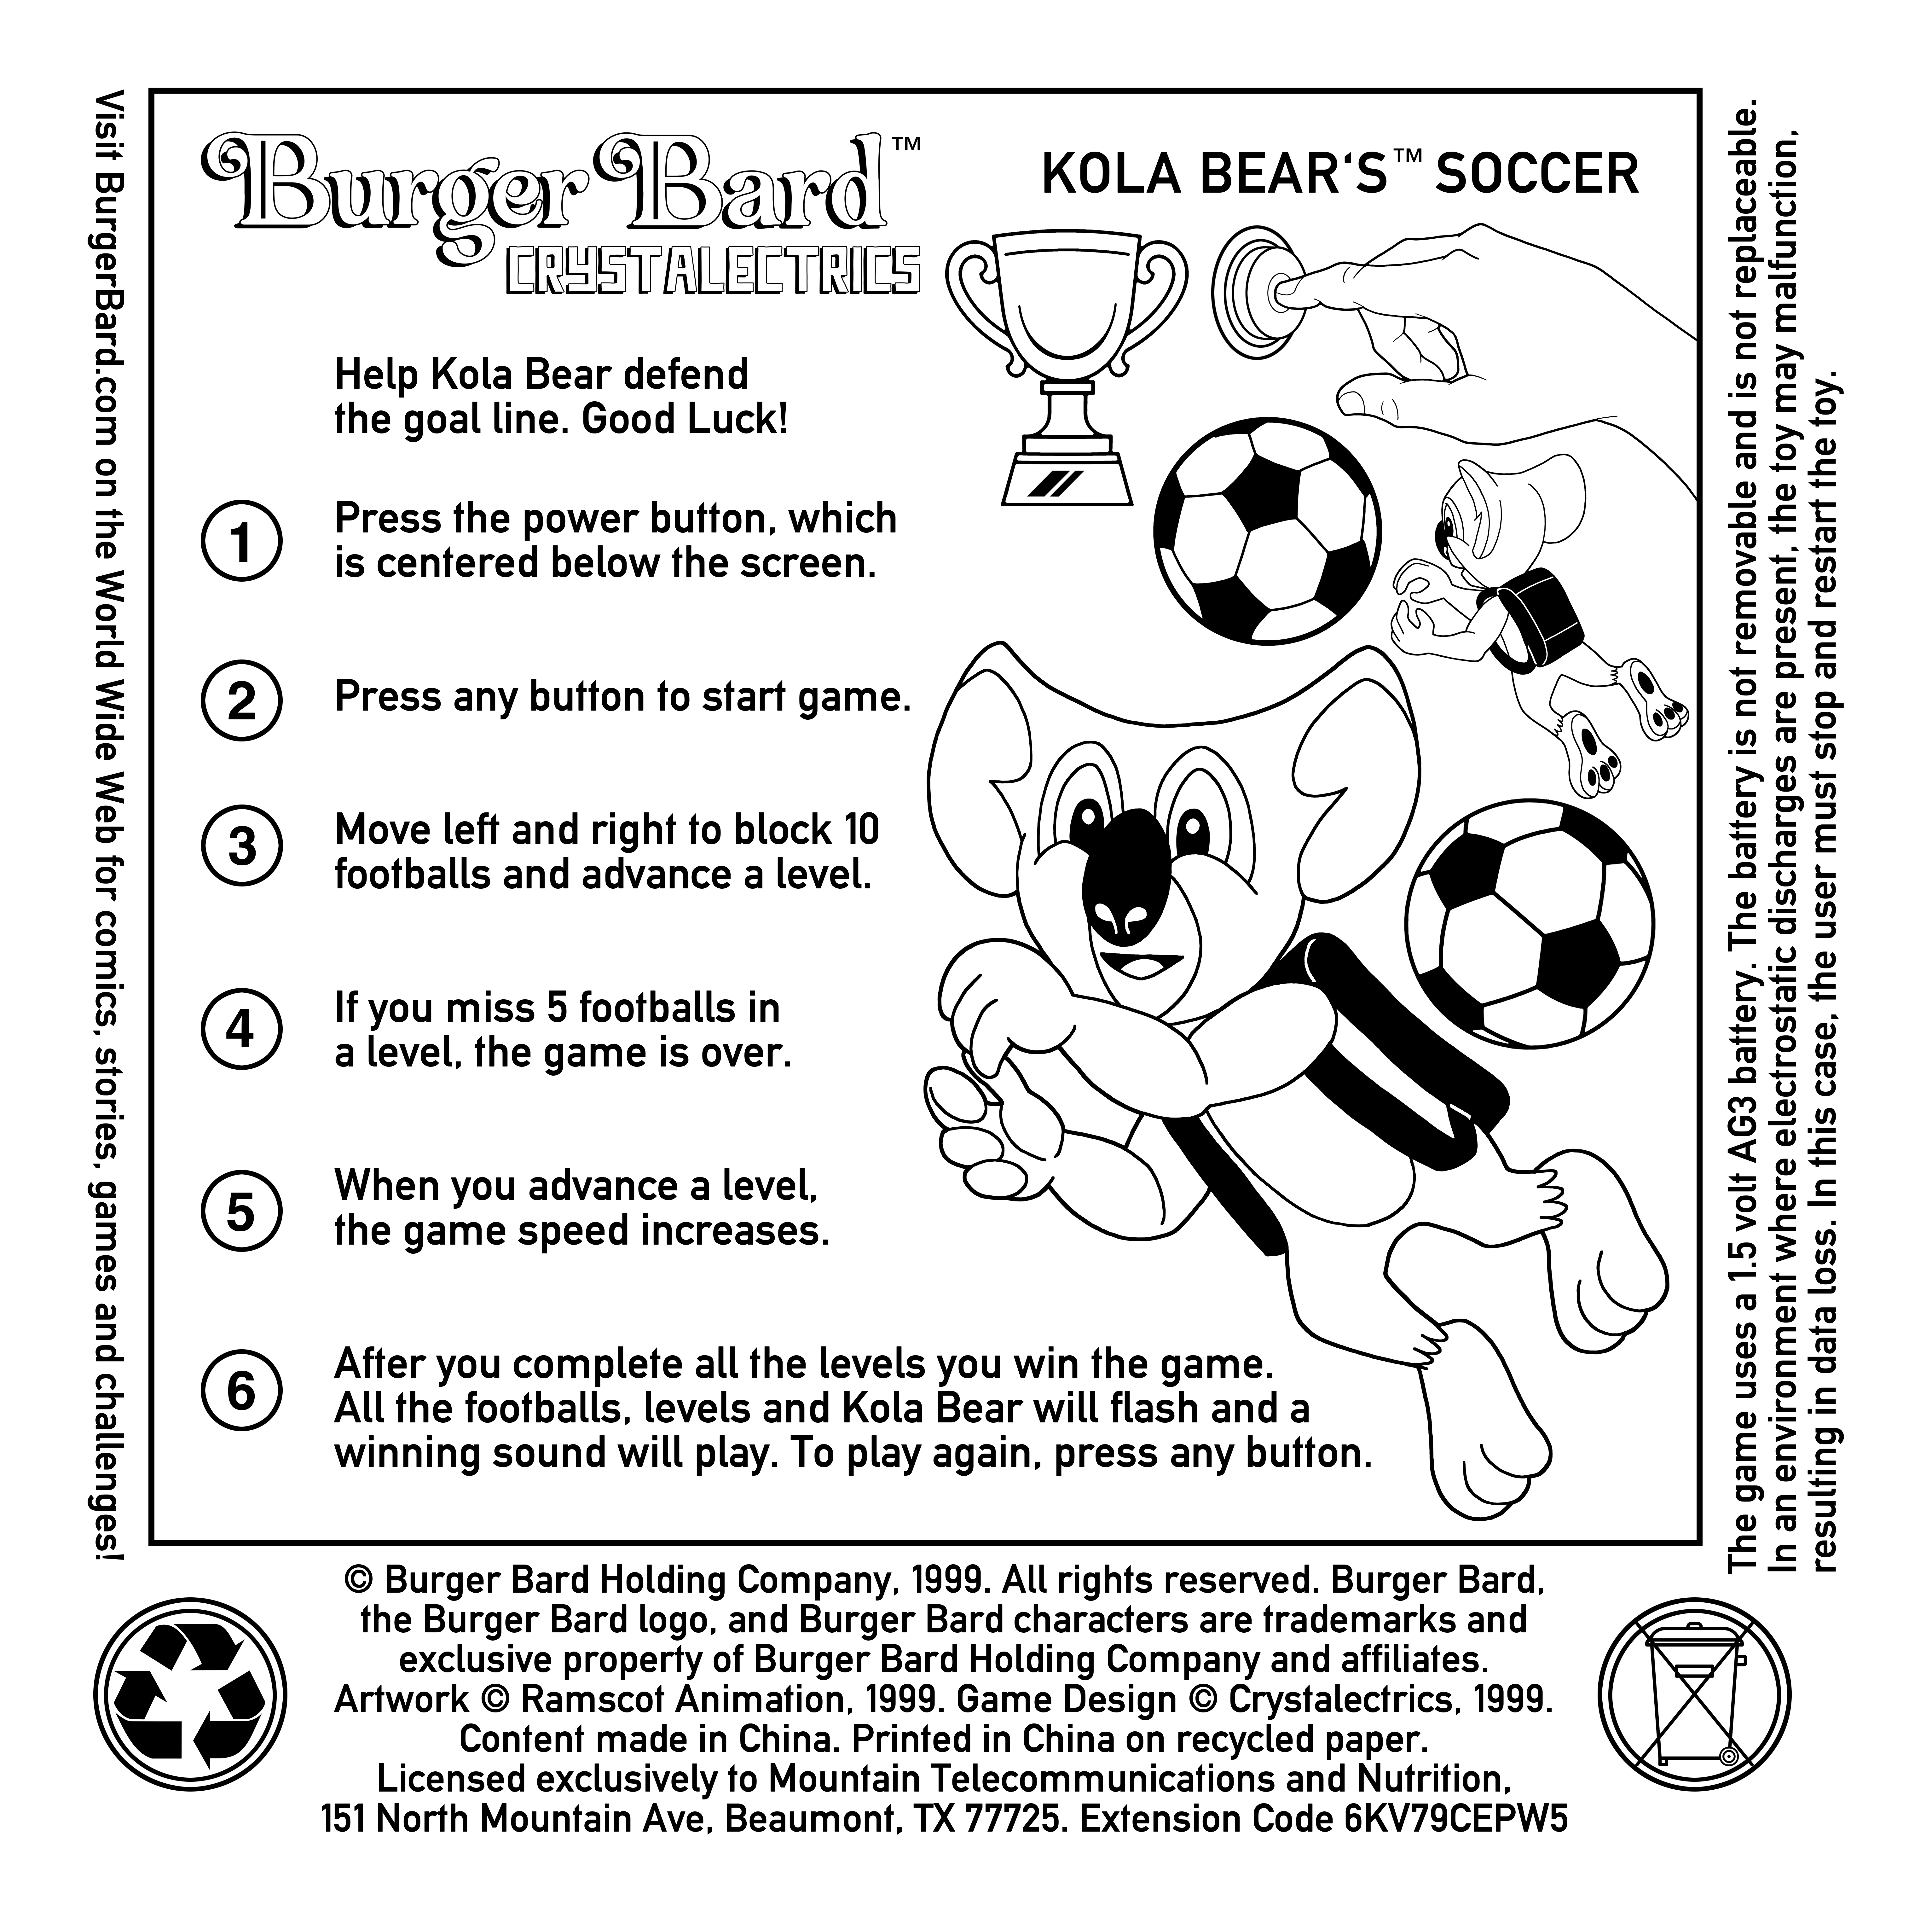 Burger Bard™
CRYSTALECTRICS
KOLA BEAR‘S™ SOCCER
Help Kola Bear defend
the goal line. Good Luck!
1
Press the power button, which
is centered below the screen.
2
Press any button to start game.
3
Move left and right to block 10
footballs and advance a level.
4
If you miss 5 footballs in
a level, the game is over.
5
When you advance a level,
the game speed increases.
6
After you complete all the levels you win the game.
All the footballs, levels and Kola Bear will flash and a
winning sound will play. To play again, press any button.
Visit BurgerBard.com on the World Wide Web for comics, stories, games and challenges!
The game uses a 1.5 volt AG3 battery. The battery is not removable and is not replaceable.
In an environment where electrostatic discharges are present, the toy may malfunction,
resulting in data loss. In this case, the user must stop and restart the toy.
© Burger Bard Holding Company, 1999. All rights reserved. Burger Bard,
the Burger Bard logo, and Burger Bard characters are trademarks and
exclusive property of Burger Bard Holding Company and affiliates.
Artwork © Ramscot Animation, 1999. Game Design © Crystalectrics, 1999.
Content made in China. Printed in China on recycled paper.
Licensed exclusively to Mountain Telecommunications and Nutrition,
151 North Mountain Ave, Beaumont, TX 77725. Extension Code 6KV79CEPW5